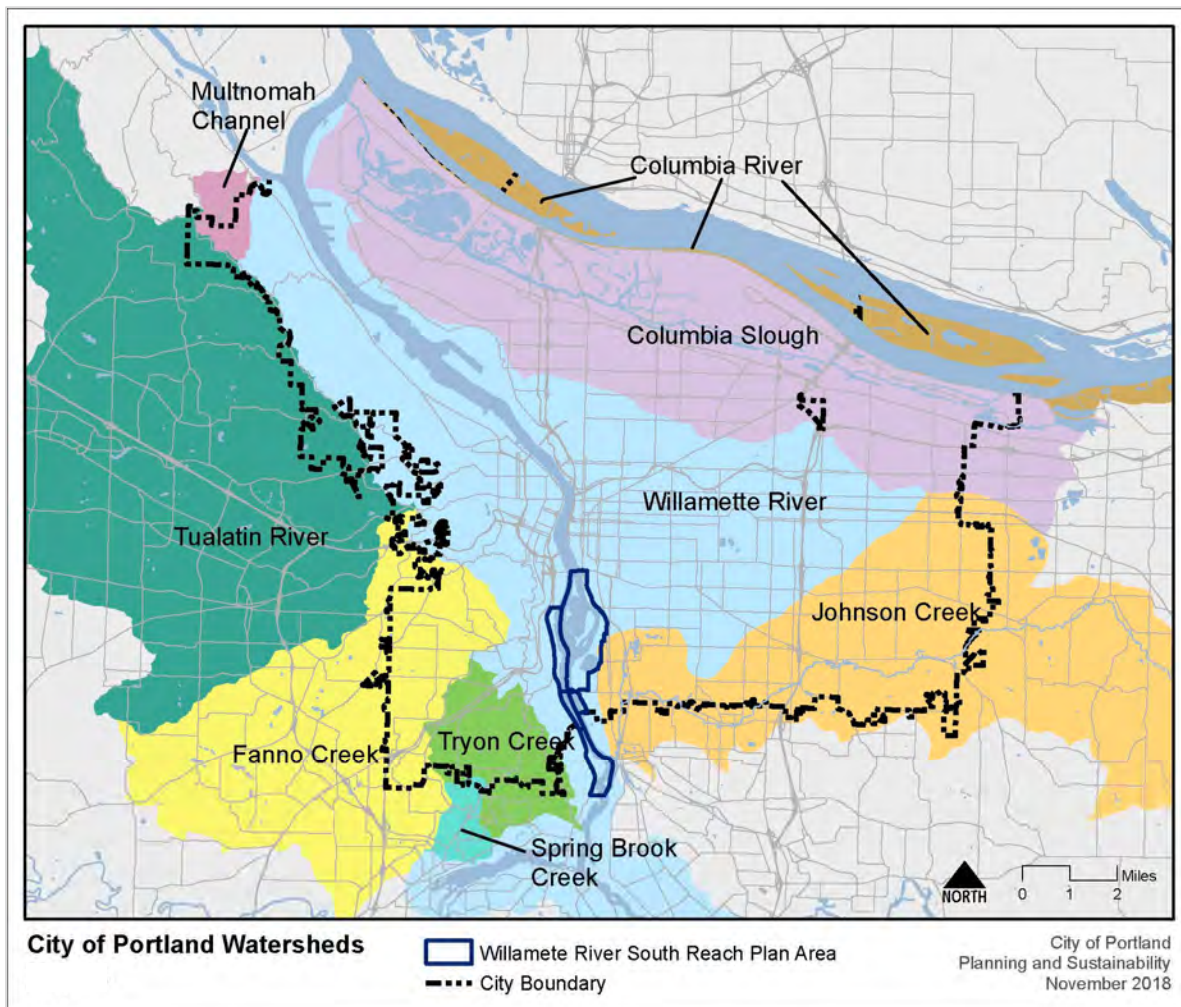 Multnomah
Channel
Columbia River
Columbia Slough
Willamette River
Tualatin River
Johnson Creek
Fanno Creek
Tryon Creek
Spring Brook
Creek
NORTH
0 1 2 Miles
City of Portland Watersheds
Willamete River South Reach Plan Area
City Boundary
City of Portland
Planning and Sustainability
November 2018